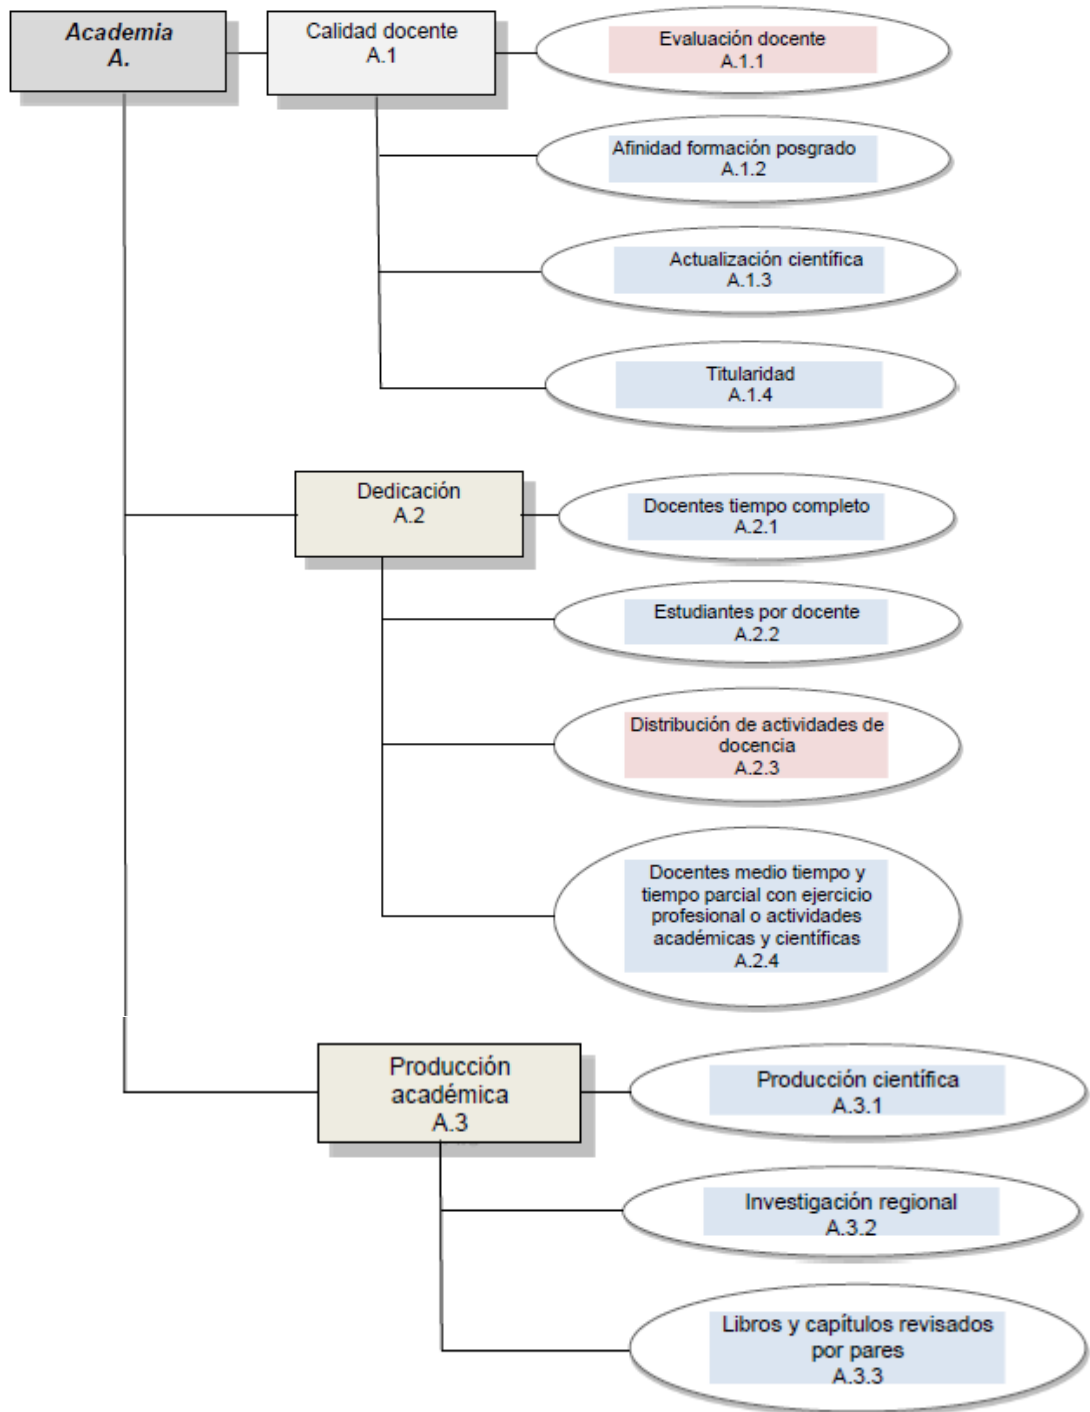 Academia
A.
Calidad docente
A.1
Evaluación docente
A.1.1
Afinidad formación posgrado
A.1.2
Actualización científica
A.1.3
Titularidad
A.1.4
Dedicación
A.2
Docentes tiempo completo
A.2.1
Estudiantes por docente
A.2.2
Distribución de actividades de
docencia
A.2.3
Docentes medio tiempo y
tiempo parcial con ejercicio
profesional o actividades
académicas y científicas
A.2.4
Producción
académica
A.3
Producción científica
A.3.1
Investigación regional
A.3.2
Libros y capítulos revisados
por pares
A.3.3